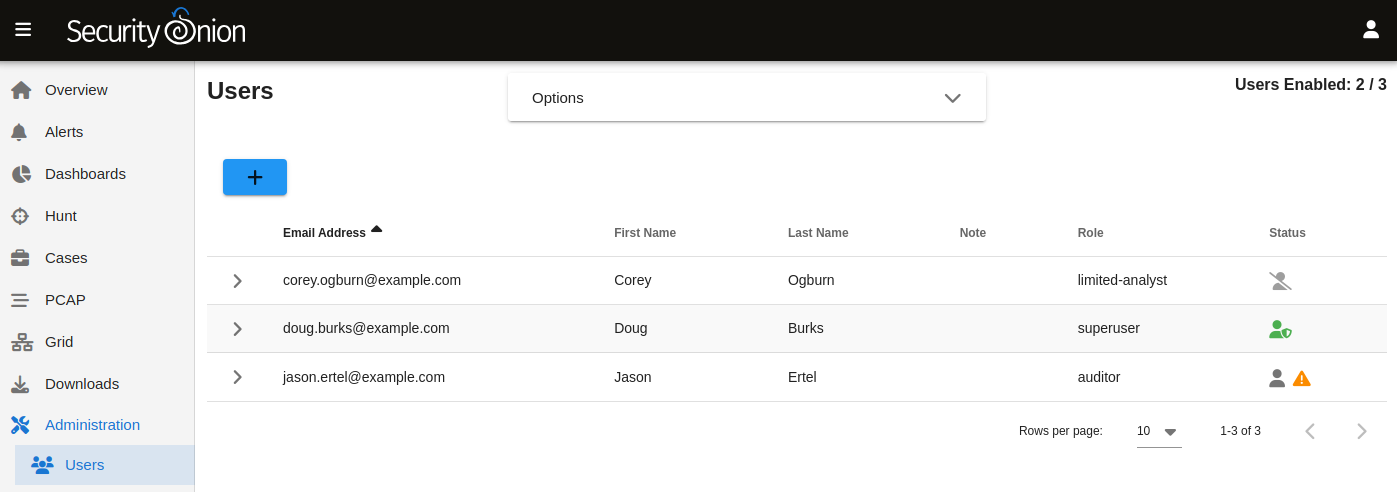 Security Onion
Users
Options
Users Enabled: 2 / 3
Overview
Alerts
Dashboards
Hunt
Cases
PCAP
Grid
Downloads
Administration
Users
Email Address First Name Last Name Note Role Status
corey.ogburn@example.com Corey Ogburn limited-analyst
doug.burks@example.com Doug Burks superuser
jason.ertel@example.com Jason Ertel auditor
Rows per page: 10 1-3 of 3